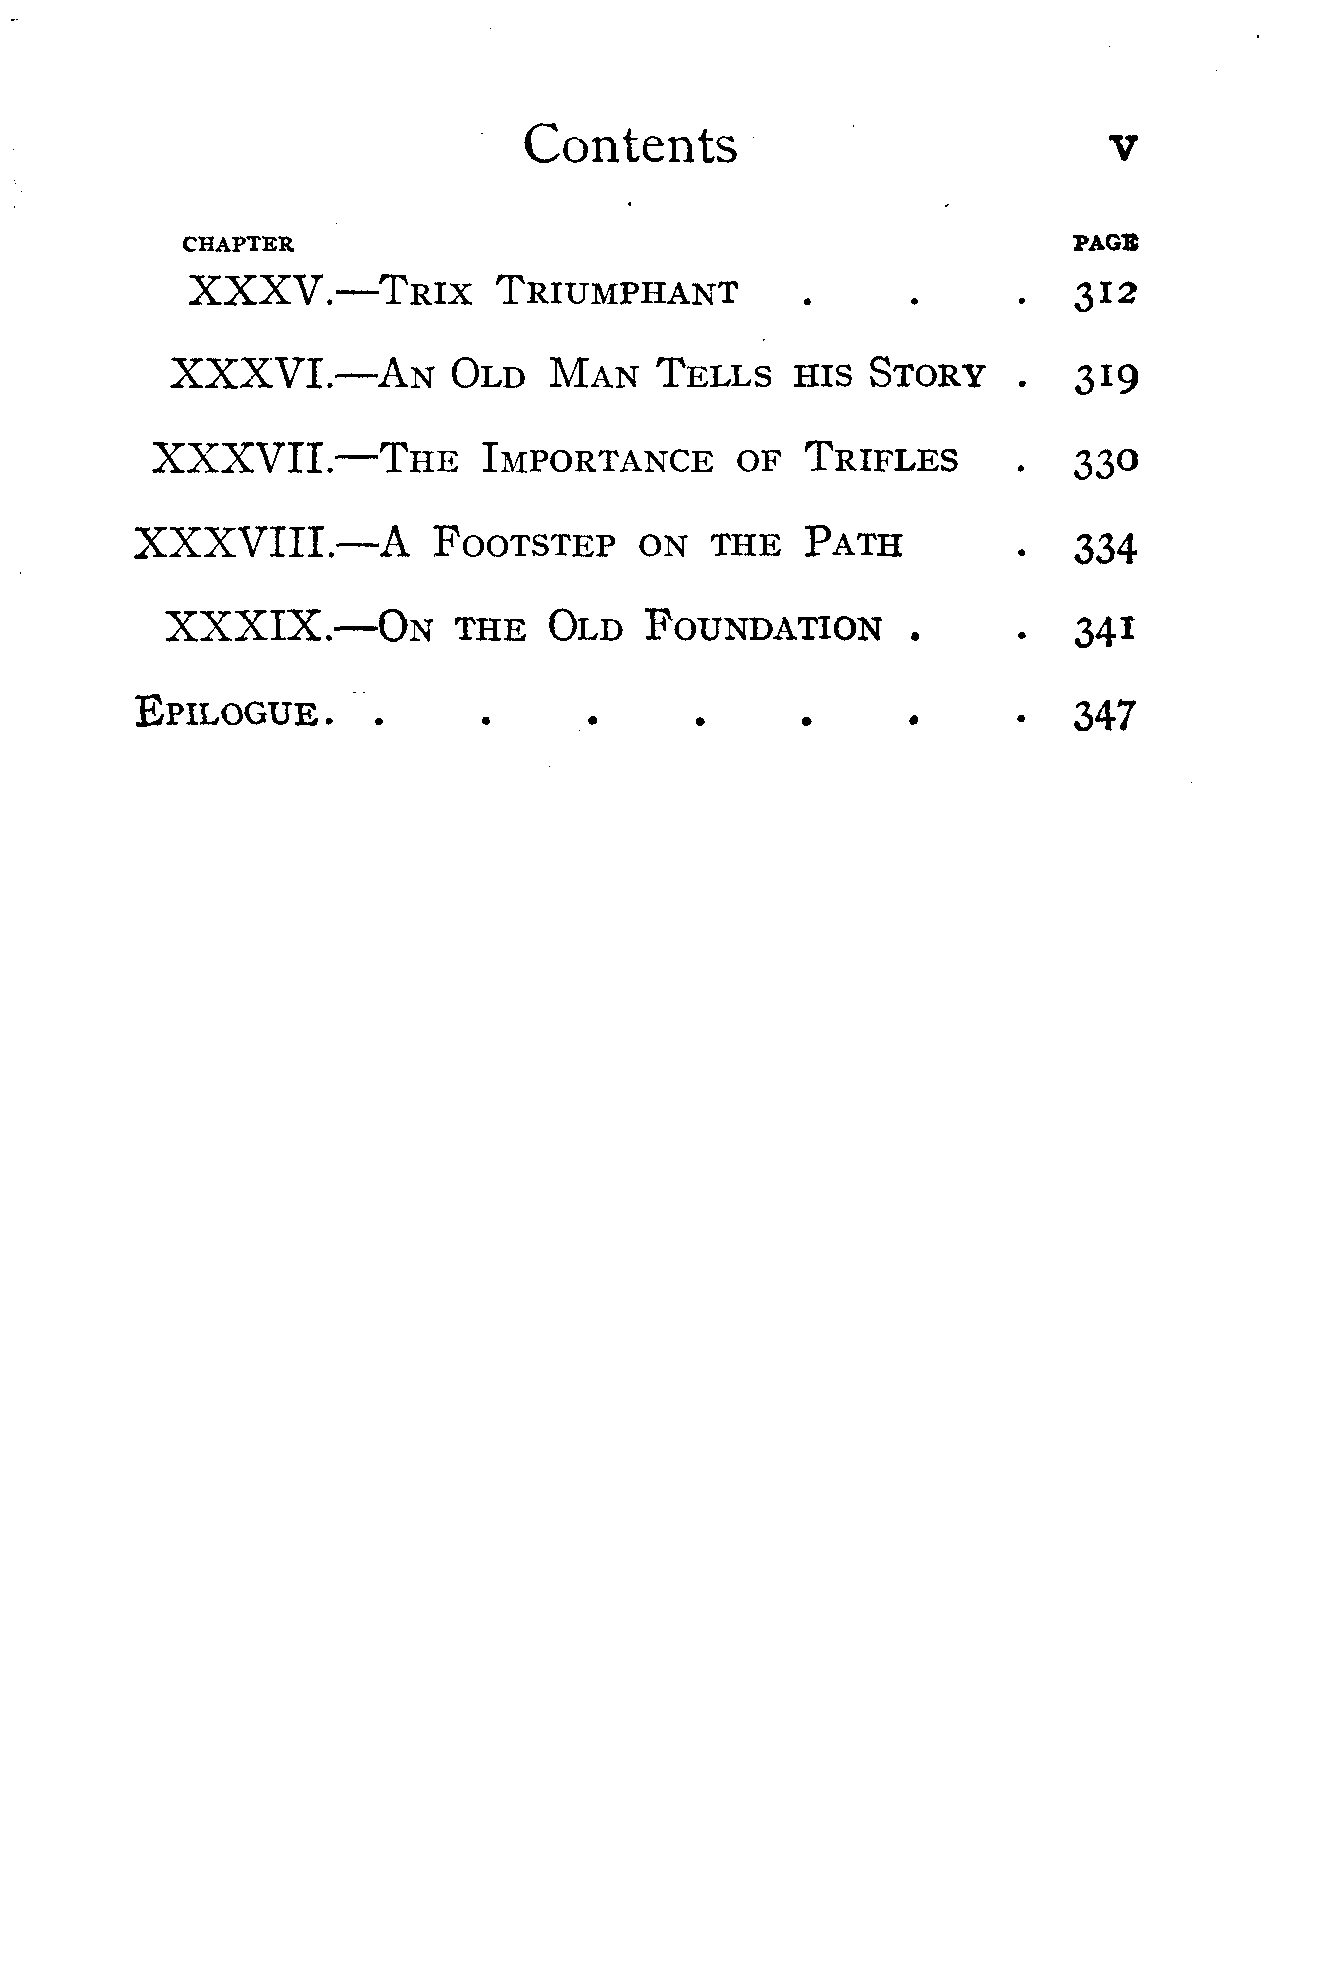 Contents v
CHAPTER PAGE
XXXV.—Trix Triumphant . . . 312
XXXVI.—An Old Man Tells his Story . 319
XXXVII.—The Importance of Trifles . 330
XXXVIII.—A Footstep on the Path . 334
XXXIX.—On the Old Foundation . . 341
Epilogue. . . . . . . . 347